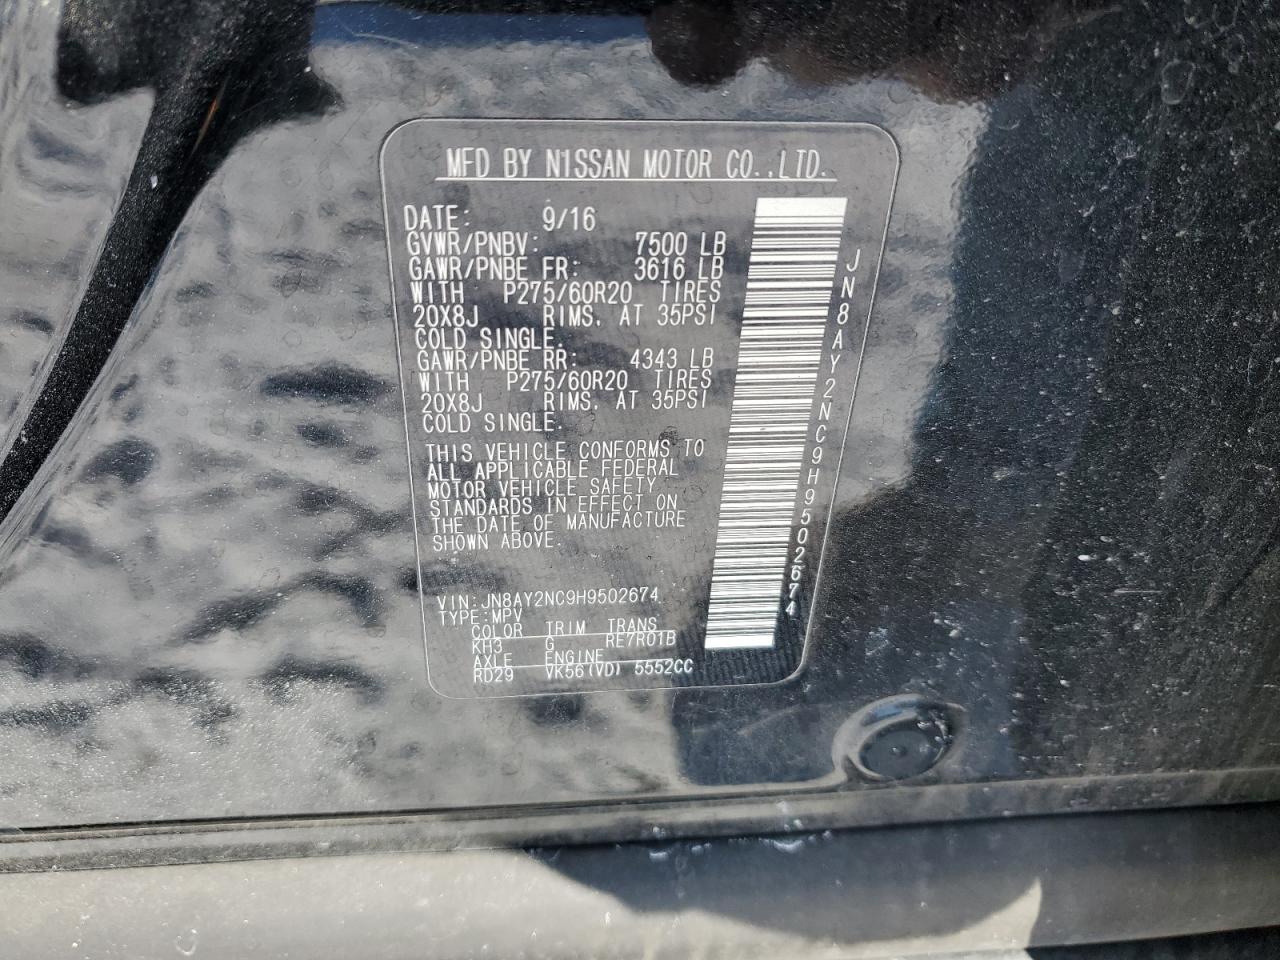 MFD BY NISSAN MOTOR CO.,LTD.
DATE: 9/16
GVWR/PNBV: 7500 LB
GAWR/PNBE FR: 3616 LB
WITH P275/60R20 TIRES
20X8J RIMS, AT 35PSI
COLD SINGLE.
GAWR/PNBE RR: 4343 LB
WITH P275/60R20 TIRES
20X8J RIMS, AT 35PSI
COLD SINGLE.
THIS VEHICLE CONFORMS TO
ALL APPLICABLE FEDERAL
MOTOR VEHICLE SAFETY
STANDARDS IN EFFECT ON
THE DATE OF MANUFACTURE
SHOWN ABOVE.
VIN:JN8AY2NC9H9502674
TYPE:MPV
COLOR TRIM TRANS
KH3 G RE7R01B
AXLE ENGINE
RD29 VK56(VD) 5552CC
JN8AY2NC9H9502674